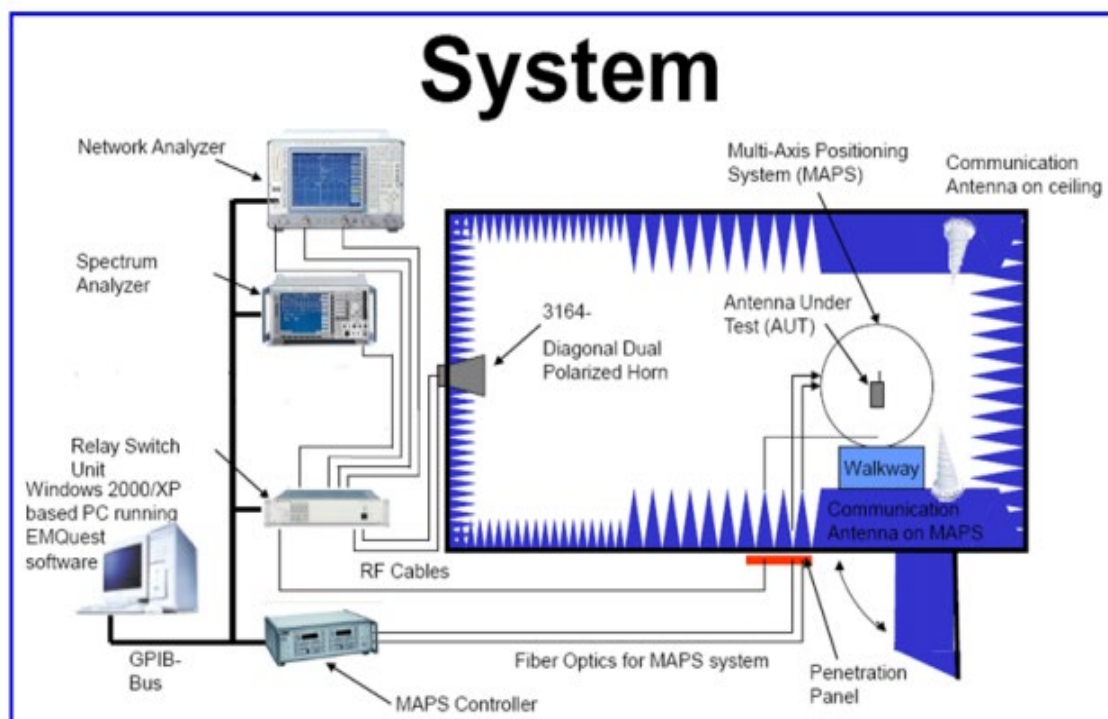 System
Network Analyzer
Multi-Axis Positioning
System (MAPS)
Communication
Antenna on ceiling
Spectrum
Analyzer
3164-
Diagonal Dual
Polarized Horn
Antenna Under
Test (AUT)
Relay Switch
Unit
Windows 2000/XP
based PC running
EMQuest
software
Walkway
Communication
Antenna on MAPS
RF Cables
GPIB-
Bus
MAPS Controller
Fiber Optics for MAPS system
Penetration
Panel